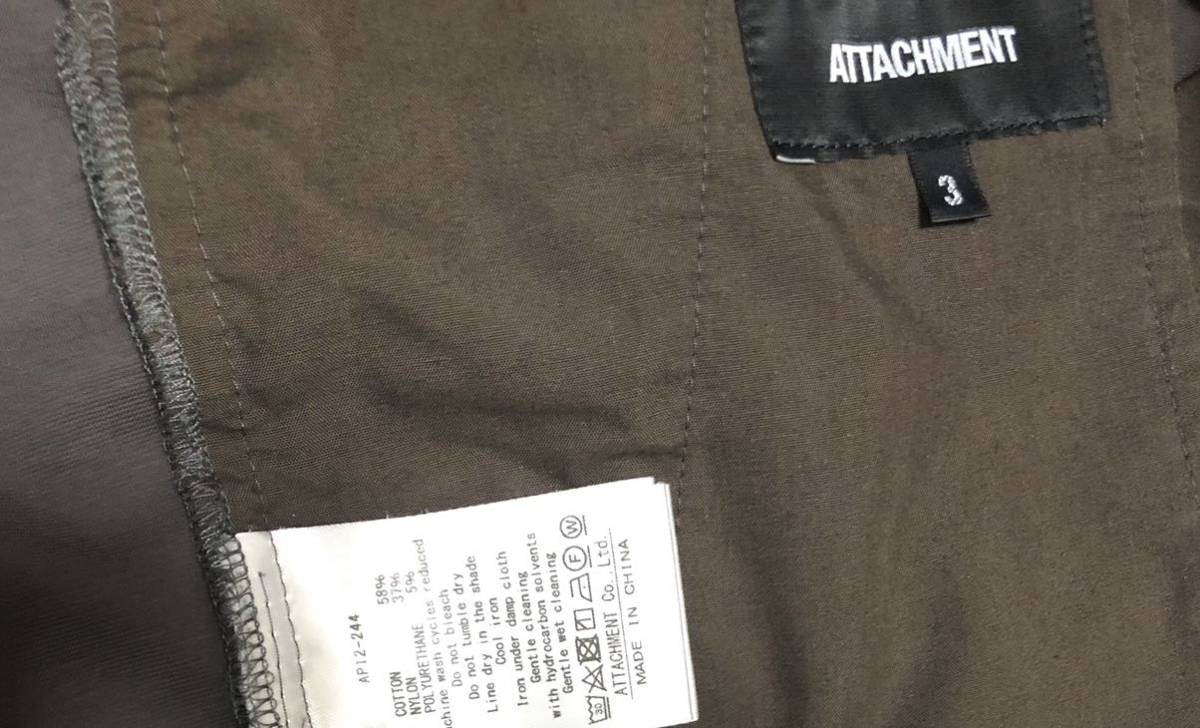 ATTACHMENT
3
AP12-244
COTTON 58%
NYLON 37%
POLYURETHANE 5%
chine wash cycles reduced
Do not bleach
Do not tumble dry
Line dry in the shade
Cool iron
Iron under damp cloth
Gentle cleaning
with hydrocarbon solvents
Gentle wet cleaning
30 F W
ATTACHMENT Co.,Ltd.
MADE IN CHINA